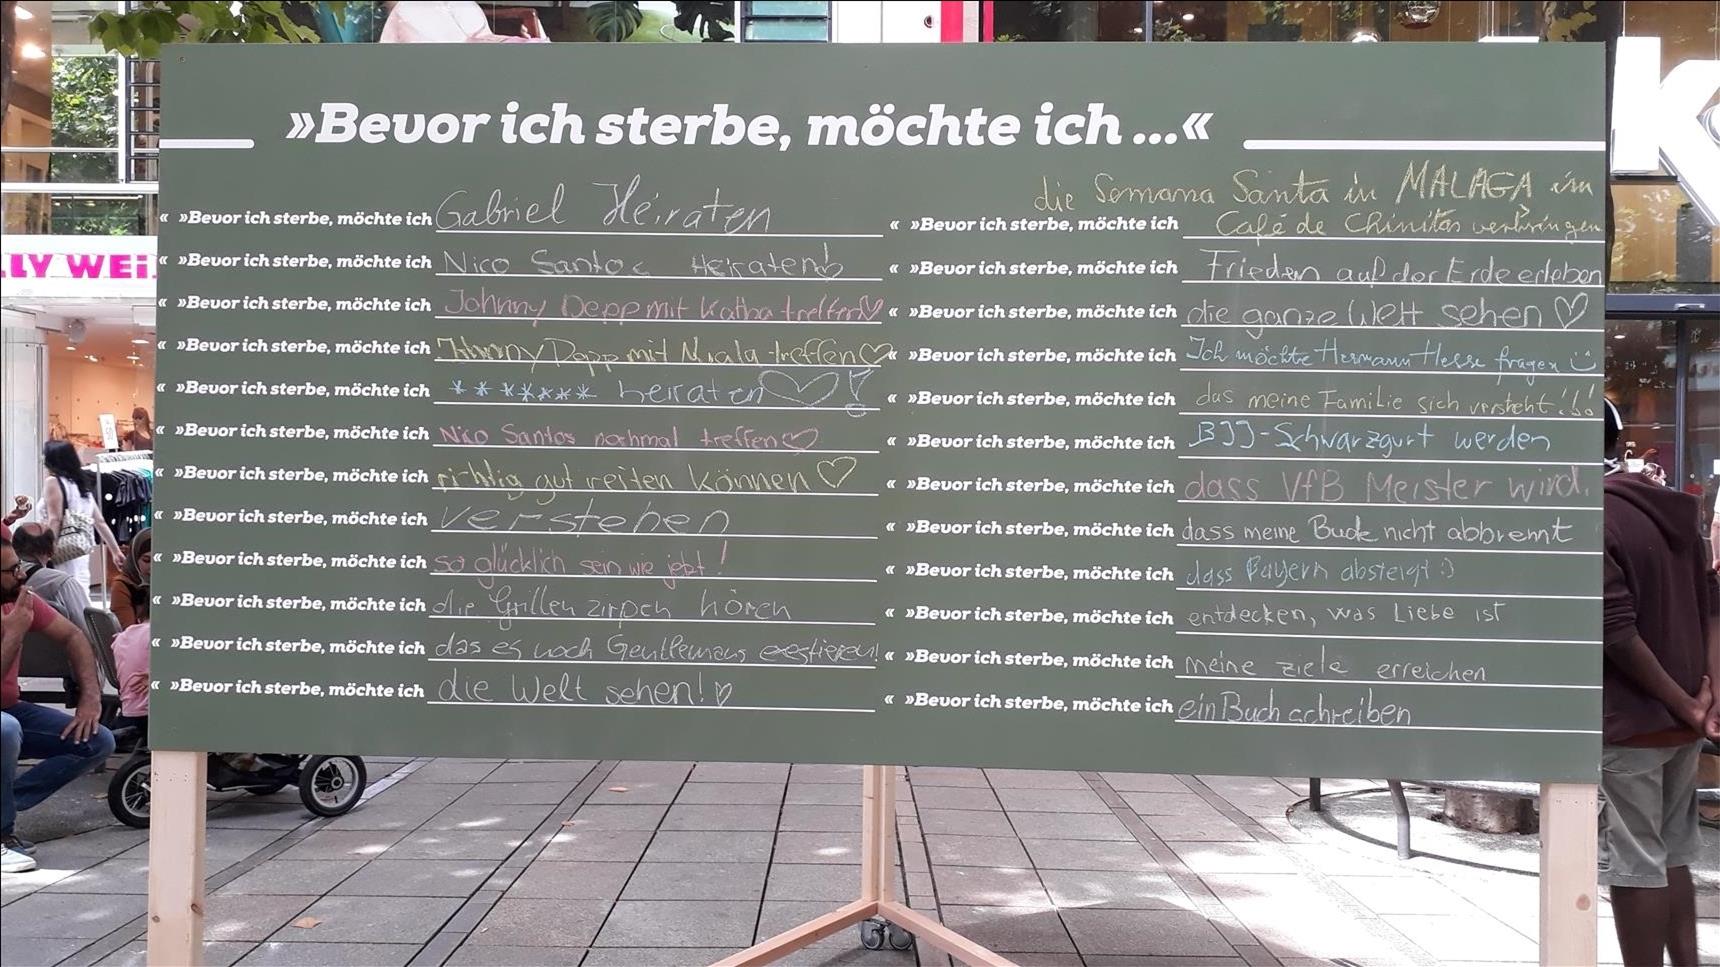 »Bevor ich sterbe, möchte ich ...«
»Bevor ich sterbe, möchte ich Gabriel Heiraten «
»Bevor ich sterbe, möchte ich Nico Santos Heiraten «
»Bevor ich sterbe, möchte ich Johnny Depp mit Katha treffen «
»Bevor ich sterbe, möchte ich Johnny Depp mit treffen «
»Bevor ich sterbe, möchte ich ******* heiraten ! «
»Bevor ich sterbe, möchte ich Nico Santos nochmal treffen «
»Bevor ich sterbe, möchte ich richtig gut reiten können «
»Bevor ich sterbe, möchte ich verstehen «
»Bevor ich sterbe, möchte ich so glücklich sein wie jetzt! «
»Bevor ich sterbe, möchte ich die Grillen zirpen hören «
»Bevor ich sterbe, möchte ich das es noch Gentlemans existieren! «
»Bevor ich sterbe, möchte ich die Welt sehen! «
die Semana Santa in MALAGA im
»Bevor ich sterbe, möchte ich Café de Chinitas verbringen
»Bevor ich sterbe, möchte ich Frieden auf der Erde erleben
»Bevor ich sterbe, möchte ich die ganze Welt sehen
»Bevor ich sterbe, möchte ich Ich möchte Hermann Hesse fragen
»Bevor ich sterbe, möchte ich das meine Familie sich versteht!!!
»Bevor ich sterbe, möchte ich BJJ-Schwarzgurt werden
»Bevor ich sterbe, möchte ich dass VfB Meister wird.
»Bevor ich sterbe, möchte ich dass meine Bude nicht abbrennt
»Bevor ich sterbe, möchte ich dass Bayern absteigt :)
»Bevor ich sterbe, möchte ich entdecken, was Liebe ist
»Bevor ich sterbe, möchte ich meine ziele erreichen
»Bevor ich sterbe, möchte ich ein Buch schreiben
LLY WEi
K